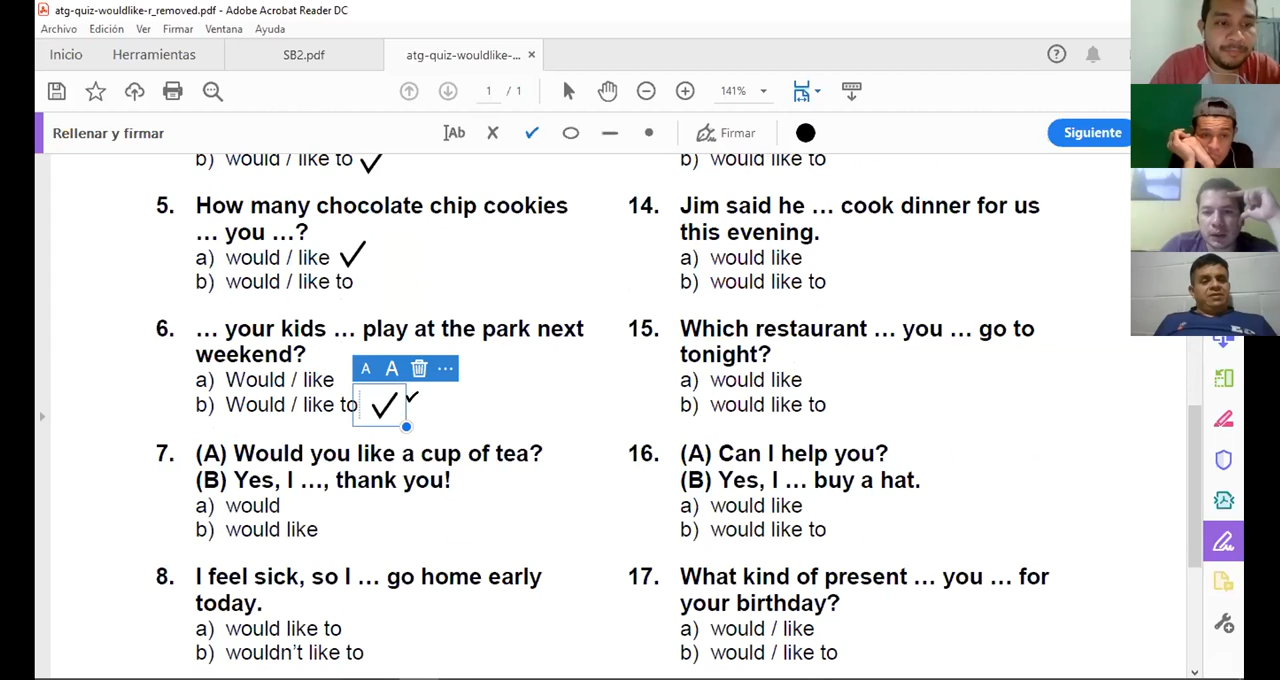 atg-quiz-wouldlike-r_removed.pdf - Adobe Acrobat Reader DC
Archivo Edición Ver Firmar Ventana Ayuda
Inicio Herramientas SB2.pdf atg-quiz-wouldlike-... ×
1 / 1 141%
Rellenar y firmar Ab Firmar Siguiente
b) would / like to
5. How many chocolate chip cookies
... you ...?
a) would / like
b) would / like to
6. ... your kids ... play at the park next
weekend?
A A ...
a) Would / like
b) Would / like to
7. (A) Would you like a cup of tea?
(B) Yes, I ..., thank you!
a) would
b) would like
8. I feel sick, so I ... go home early
today.
a) would like to
b) wouldn't like to
b) would like to
14. Jim said he ... cook dinner for us
this evening.
a) would like
b) would like to
15. Which restaurant ... you ... go to
tonight?
a) would like
b) would like to
16. (A) Can I help you?
(B) Yes, I ... buy a hat.
a) would like
b) would like to
17. What kind of present ... you ... for
your birthday?
a) would / like
b) would / like to